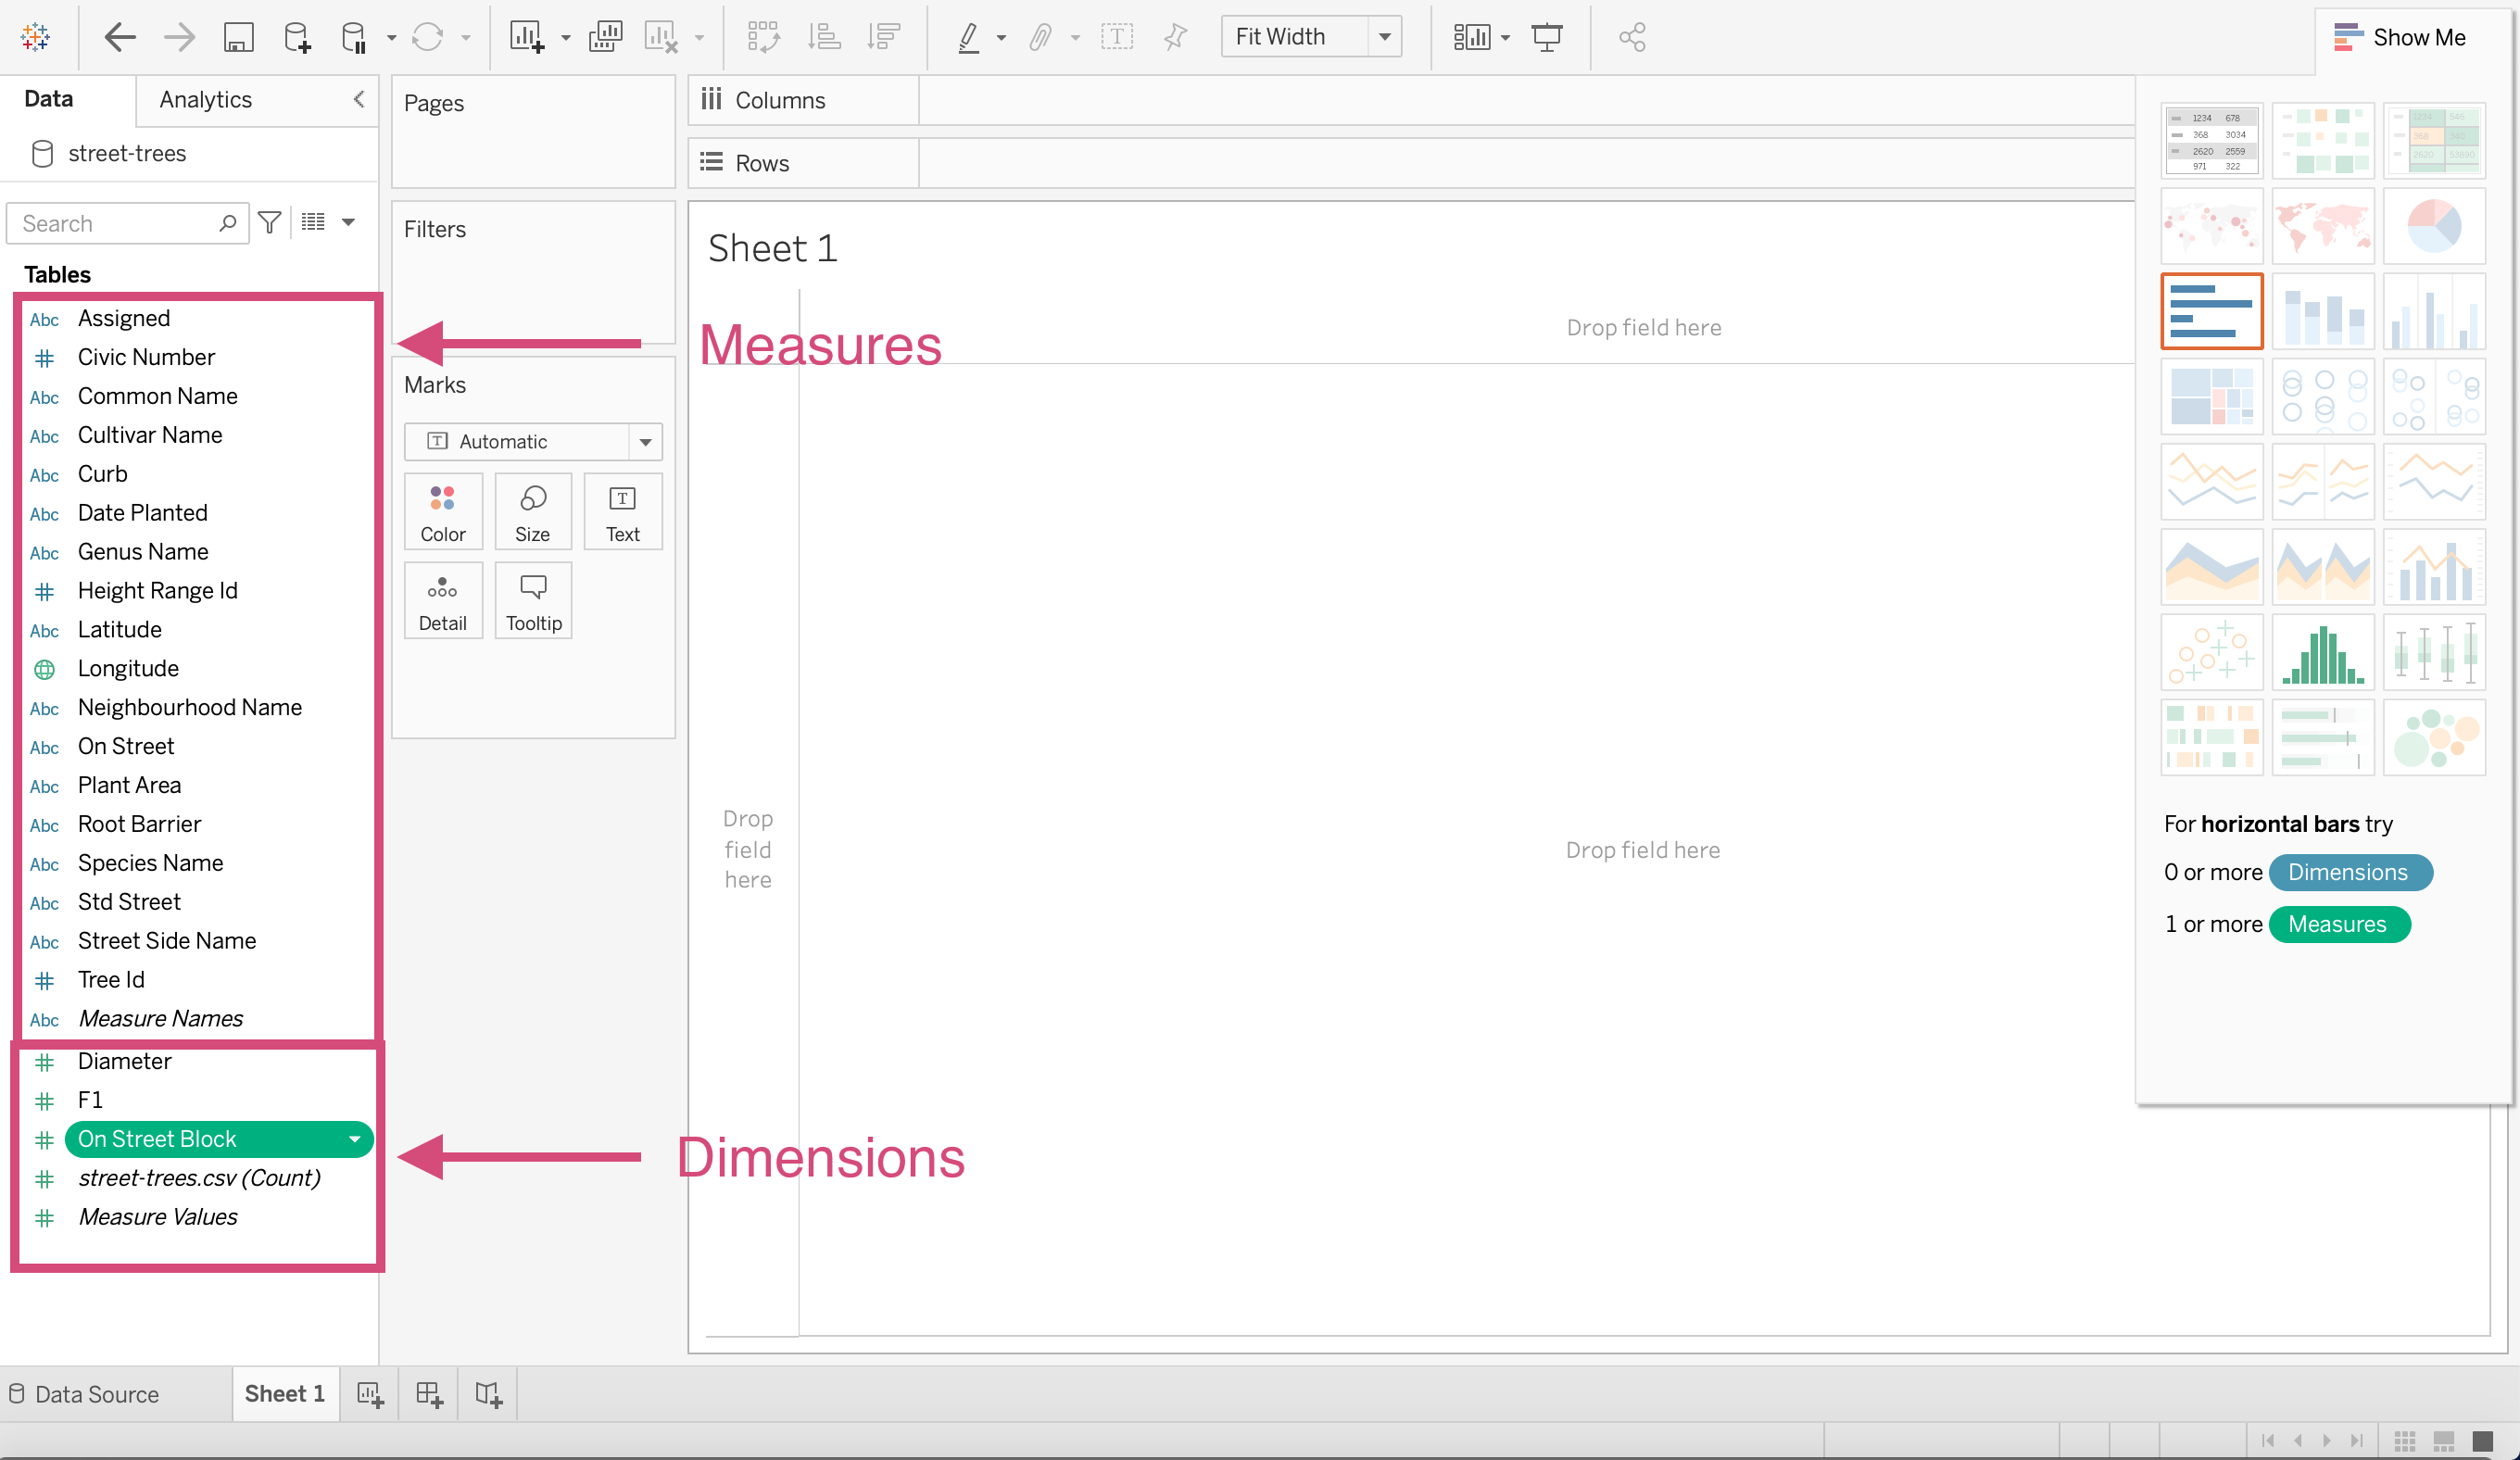 Fit Width
Show Me
Data
Analytics
street-trees
Search
Tables
Abc Assigned
Civic Number
Abc Common Name
Abc Cultivar Name
Abc Curb
Abc Date Planted
Abc Genus Name
Height Range Id
Abc Latitude
Longitude
Abc Neighbourhood Name
Abc On Street
Abc Plant Area
Abc Root Barrier
Abc Species Name
Abc Std Street
Abc Street Side Name
Tree Id
Abc Measure Names
Diameter
F1
On Street Block
street-trees.csv (Count)
Measure Values
Pages
Filters
Marks
T Automatic
Color
Size
T
Text
Detail
Tooltip
Columns
Rows
Sheet 1
Measures
Drop field here
Drop
field
here
Drop field here
Dimensions
1234 678
368 3034
2620 2559
971 322
1234 546
368
2620 53890
For horizontal bars try
0 or more Dimensions
1 or more Measures
Data Source
Sheet 1